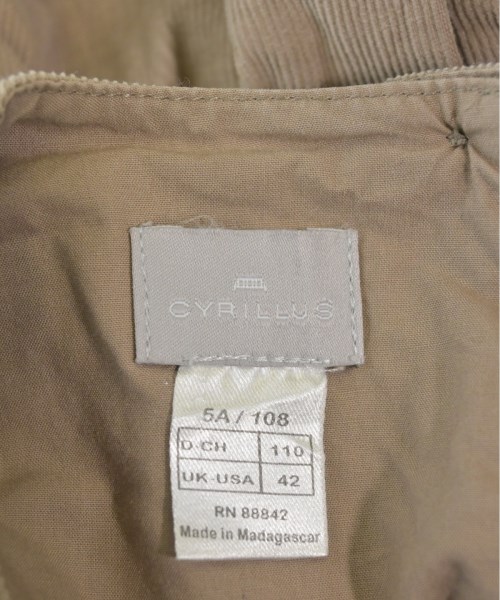 CYRILLUS
5A / 108
D-CH 110
UK-USA 42
RN 88842
Made in Madagascar